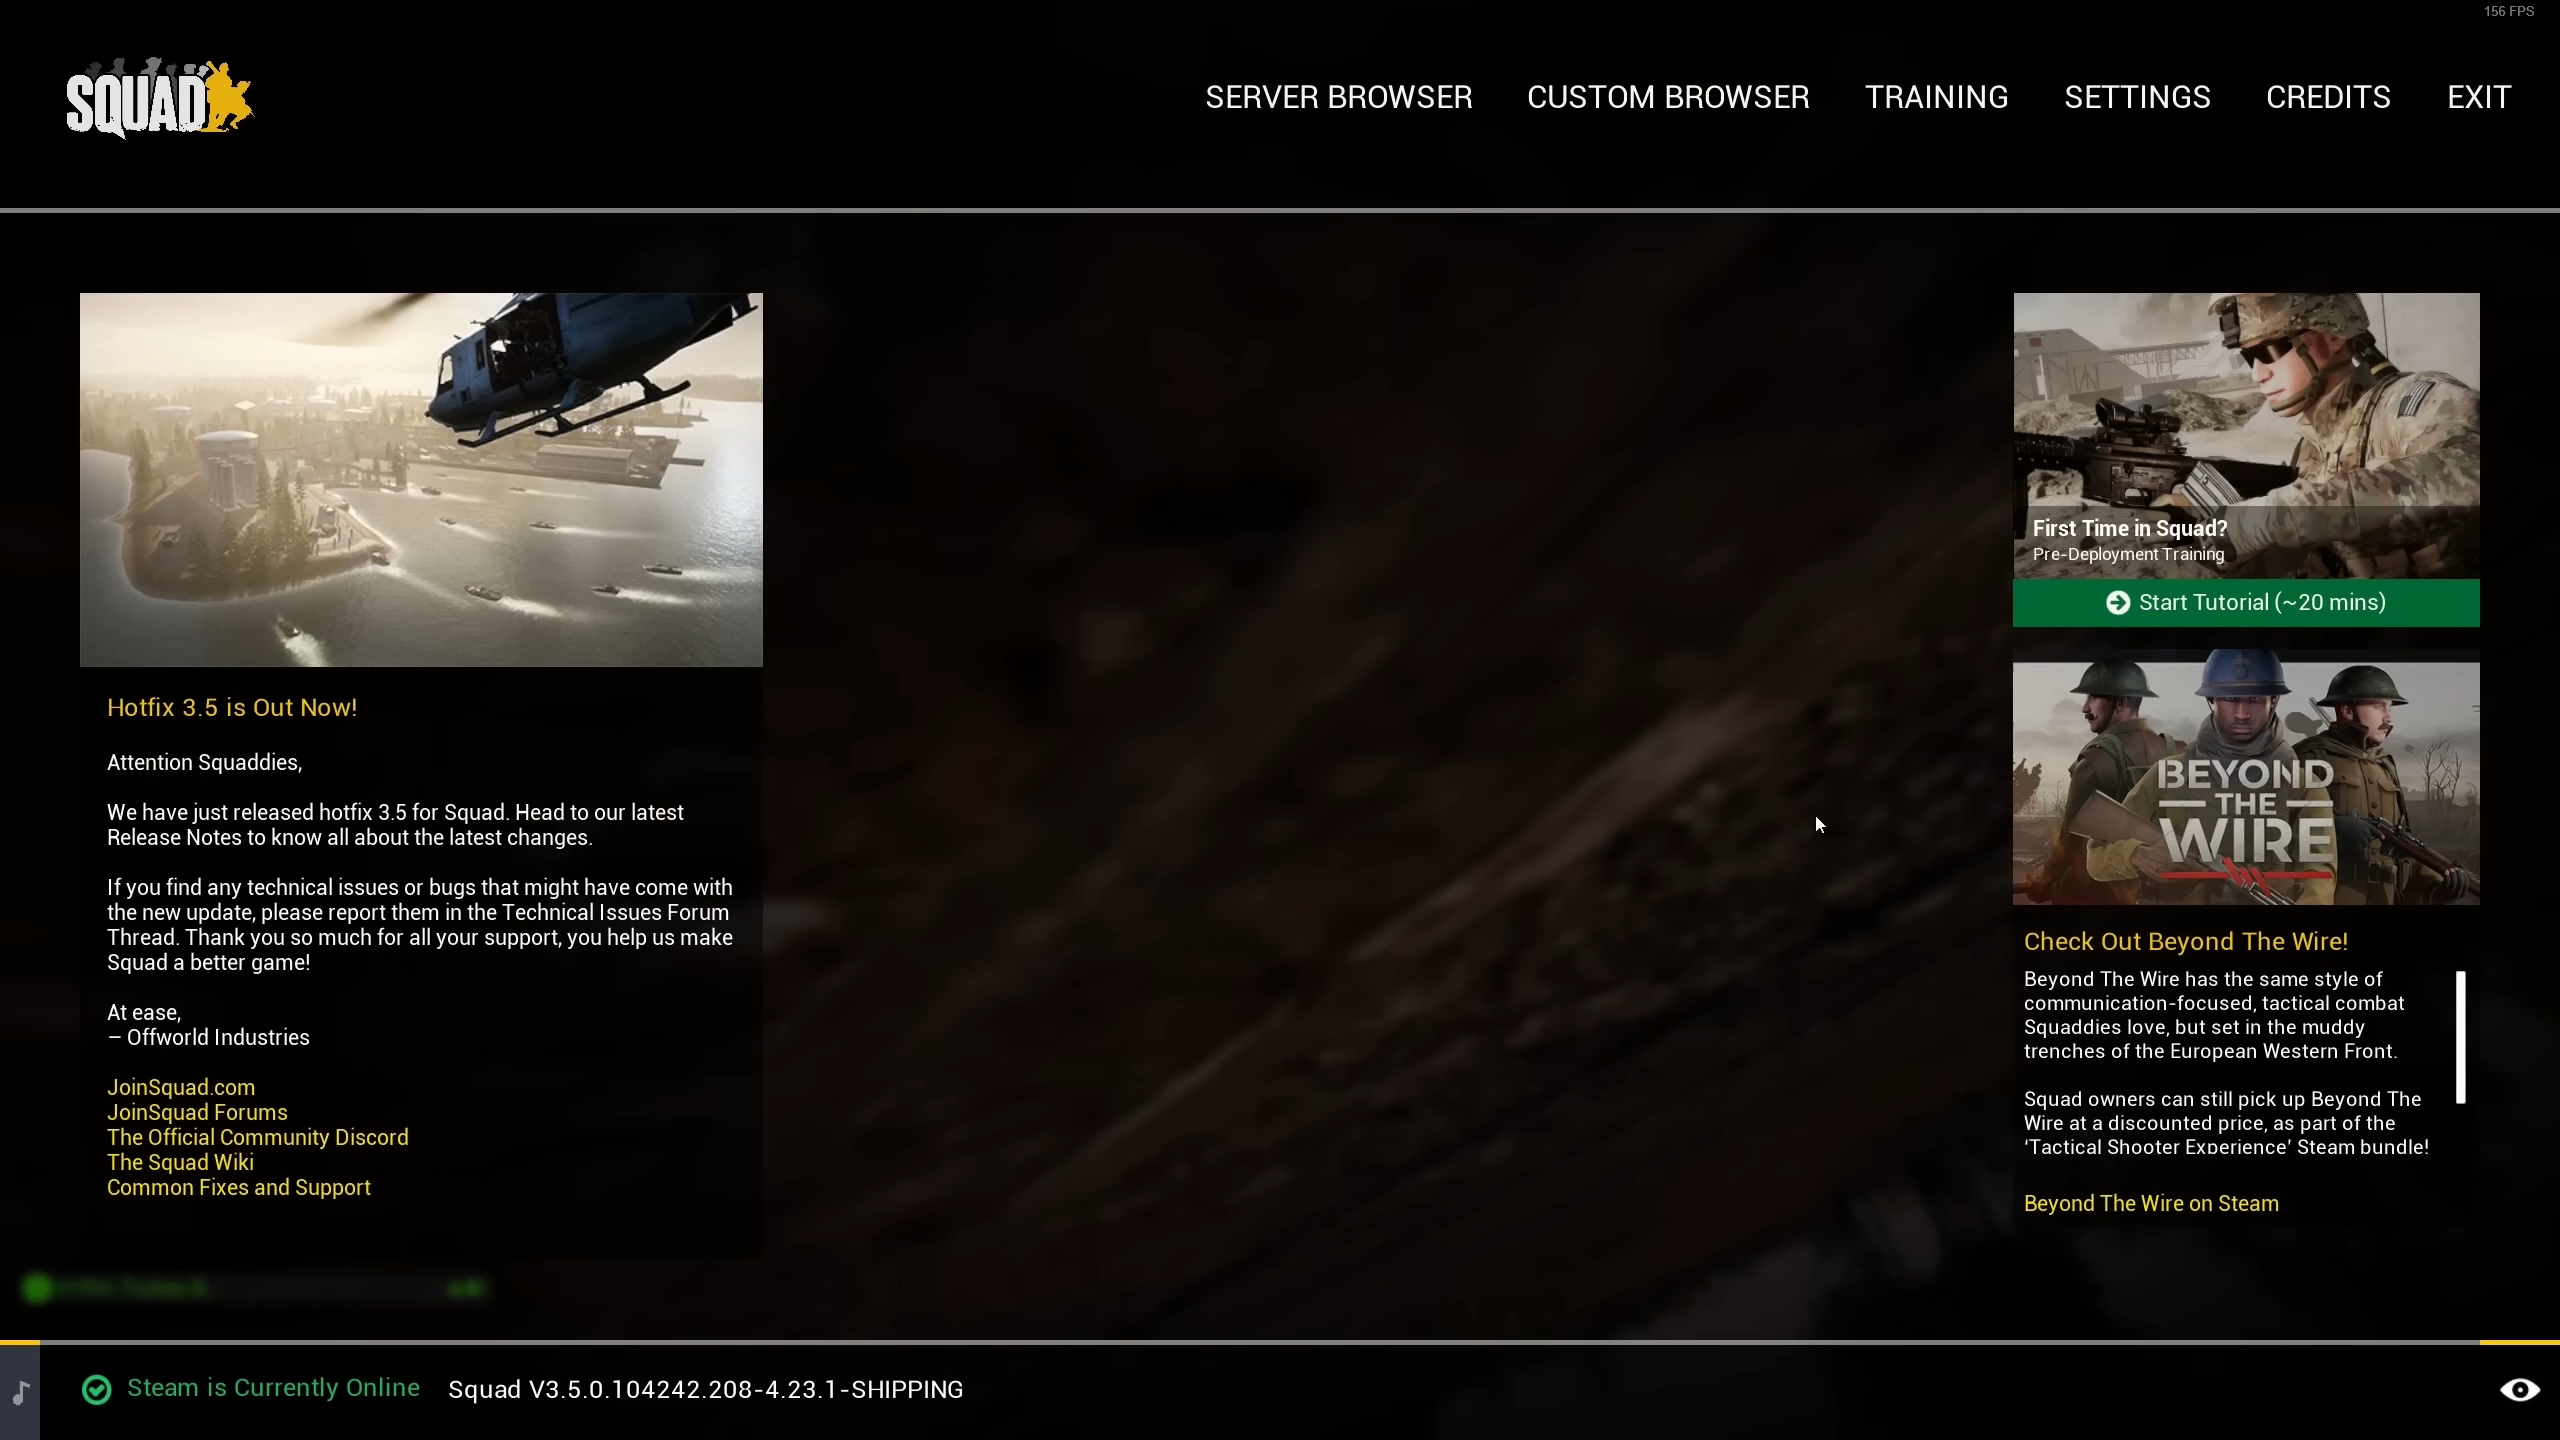 156 FPS
SQUAD
SERVER BROWSER
CUSTOM BROWSER
TRAINING
SETTINGS
CREDITS
EXIT
Hotfix 3.5 is Out Now!
Attention Squaddies,
We have just released hotfix 3.5 for Squad. Head to our latest
Release Notes to know all about the latest changes.
If you find any technical issues or bugs that might have come with
the new update, please report them in the Technical Issues Forum
Thread. Thank you so much for all your support, you help us make
Squad a better game!
At ease,
– Offworld Industries
JoinSquad.com
JoinSquad Forums
The Official Community Discord
The Squad Wiki
Common Fixes and Support
First Time in Squad?
Pre-Deployment Training
Start Tutorial (~20 mins)
BEYOND
THE
WIRE
Check Out Beyond The Wire!
Beyond The Wire has the same style of
communication-focused, tactical combat
Squaddies love, but set in the muddy
trenches of the European Western Front.
Squad owners can still pick up Beyond The
Wire at a discounted price, as part of the
‘Tactical Shooter Experience’ Steam bundle!
Beyond The Wire on Steam
Steam is Currently Online
Squad V3.5.0.104242.208-4.23.1-SHIPPING